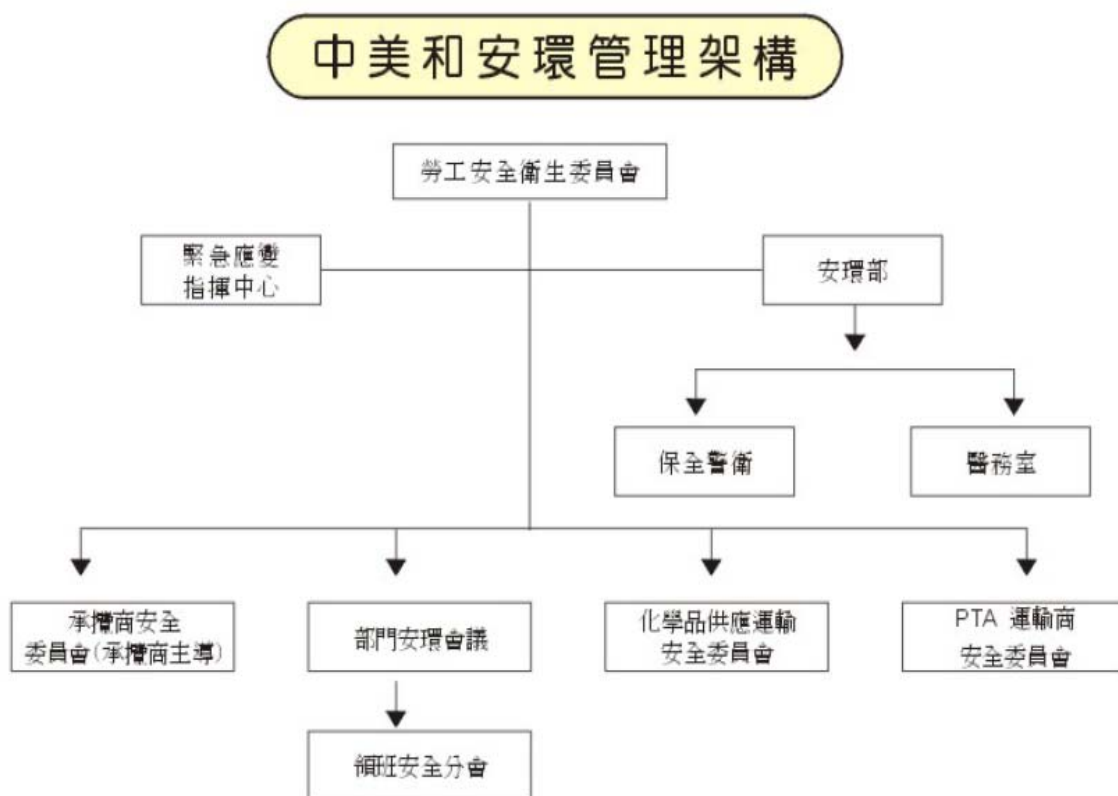 中美和安環管理架構
勞工安全衛生委員會
緊急應變
指揮中心
安環部
保全警衛
醫務室
承攬商安全
委員會(承攬商主導)
部門安環會議
化學品供應運輸
安全委員會
PTA 運輸商
安全委員會
領班安全分會